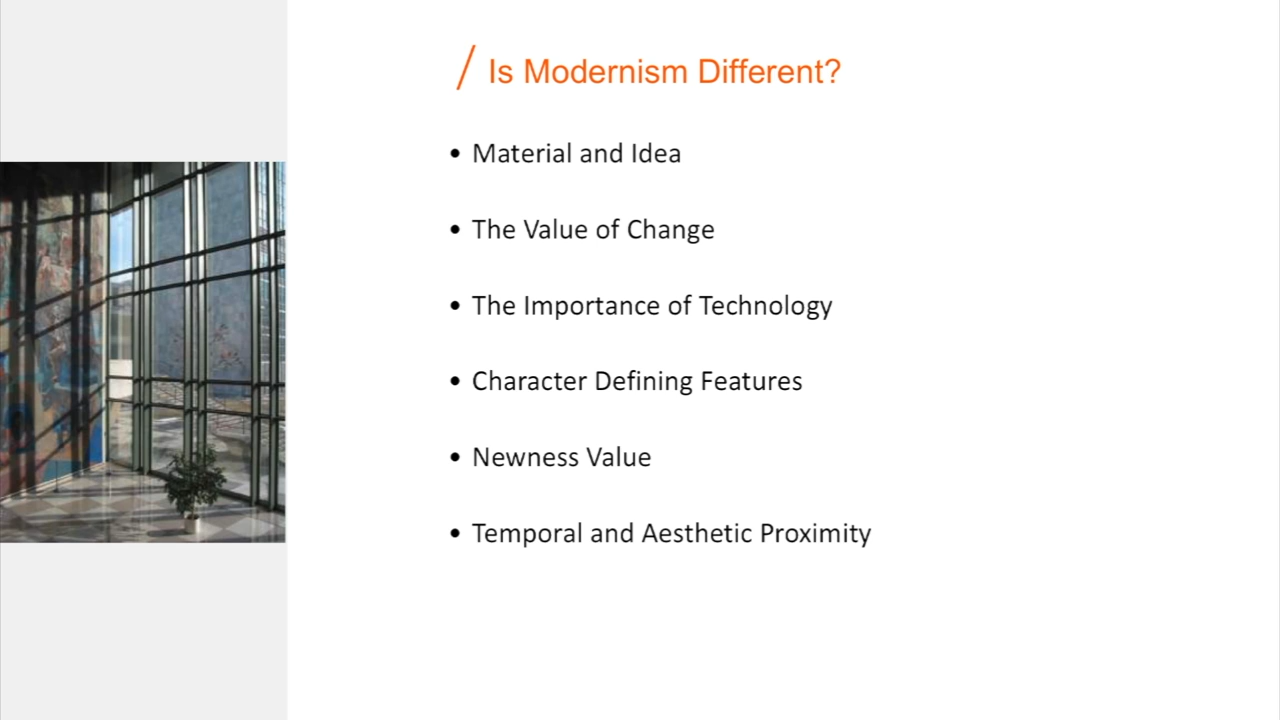 / Is Modernism Different?
• Material and Idea
• The Value of Change
• The Importance of Technology
• Character Defining Features
• Newness Value
• Temporal and Aesthetic Proximity